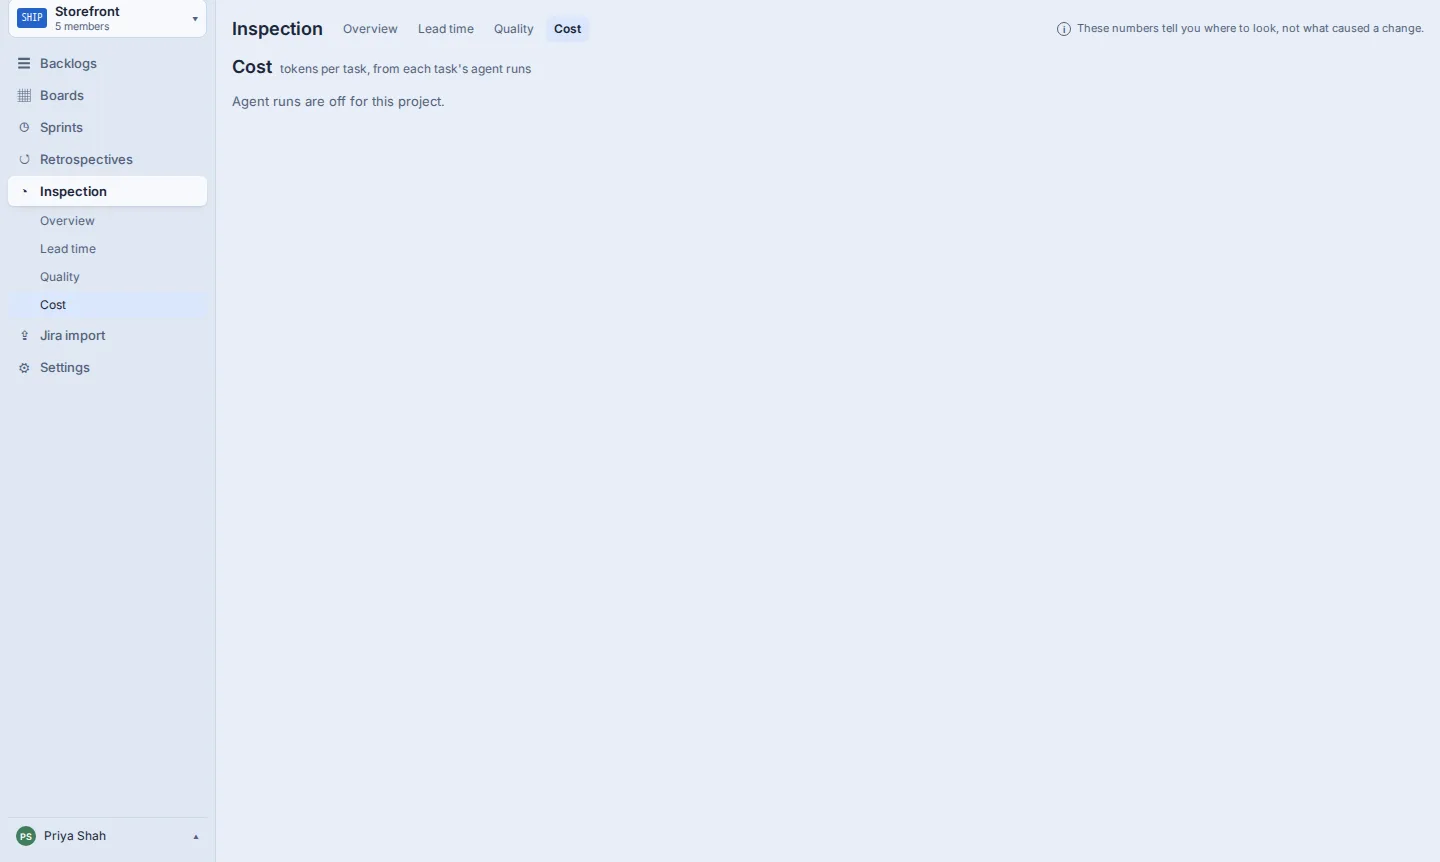 SHIP
Storefront
5 members
Backlogs
Boards
Sprints
Retrospectives
Inspection
Overview
Lead time
Quality
Cost
Jira import
Settings
PS
Priya Shah
Inspection
Overview
Lead time
Quality
Cost
These numbers tell you where to look, not what caused a change.
Cost tokens per task, from each task's agent runs
Agent runs are off for this project.